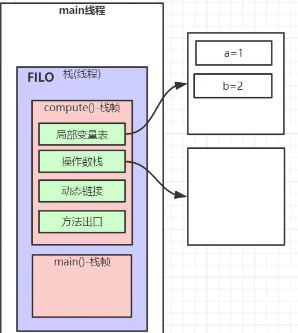 main线程
栈(线程)
FILO
compute()-栈帧
局部变量表
操作数栈
动态链接
方法出口
main()-栈帧
a=1
b=2